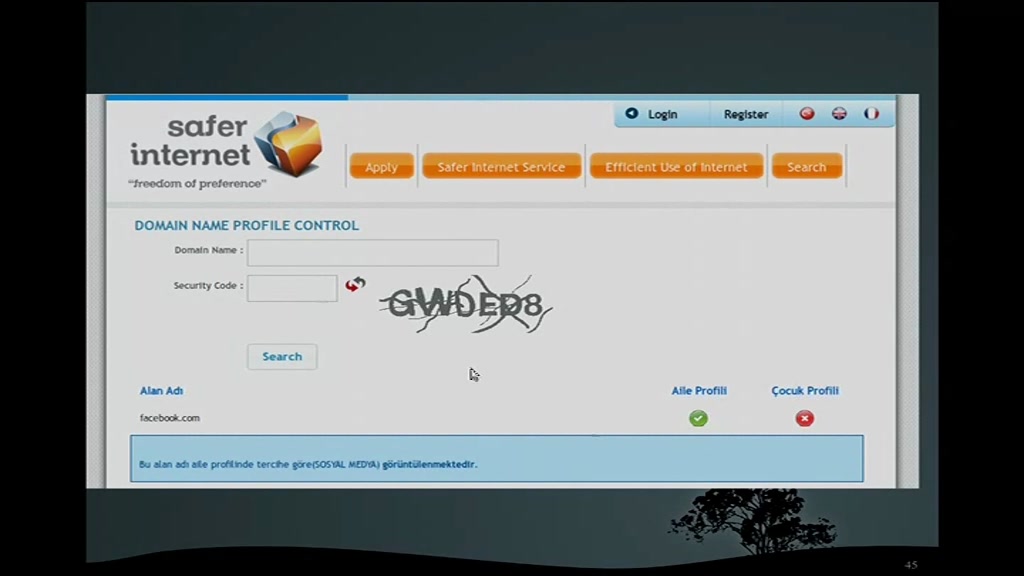 safer
internet
"freedom of preference"
Login
Register
Apply
Safer Internet Service
Efficient Use of Internet
Search
DOMAIN NAME PROFILE CONTROL
Domain Name :
Security Code :
GWDED8
Search
Alan Adı
Aile Profili
Çocuk Profili
facebook.com
Bu alan adı aile profilinde tercihe göre(SOSYAL MEDYA) görüntülenmektedir.
45